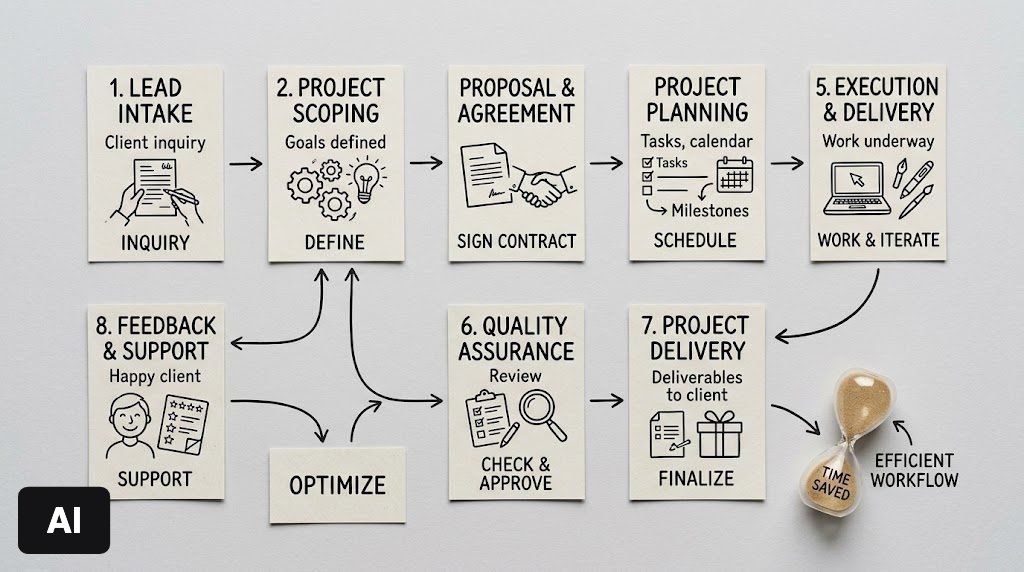 1. LEAD
INTAKE
Client inquiry
INQUIRY
2. PROJECT
SCOPING
Goals defined
DEFINE
PROPOSAL &
AGREEMENT
SIGN CONTRACT
PROJECT
PLANNING
Tasks, calendar
Tasks
Milestones
SCHEDULE
5. EXECUTION
& DELIVERY
Work underway
WORK & ITERATE
8. FEEDBACK
& SUPPORT
Happy client
SUPPORT
OPTIMIZE
6. QUALITY
ASSURANCE
Review
CHECK &
APPROVE
7. PROJECT
DELIVERY
Deliverables
to client
FINALIZE
TIME
SAVED
EFFICIENT
WORKFLOW
AI